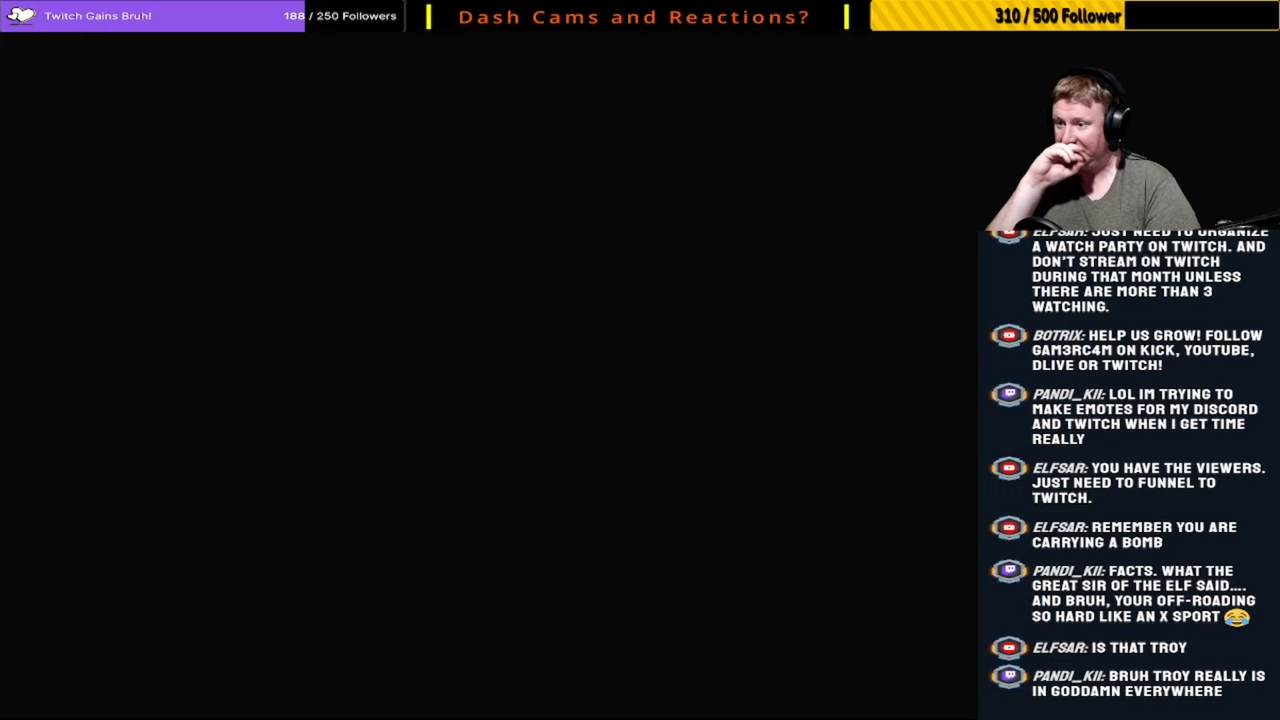 Twitch Gains Bruh!
188 / 250 Followers
Dash Cams and Reactions?
310 / 500 Follower
ELFSAR: JUST NEED TO ORGANIZE
A WATCH PARTY ON TWITCH. AND
DON'T STREAM ON TWITCH
DURING THAT MONTH UNLESS
THERE ARE MORE THAN 3
WATCHING.
BOTRIX: HELP US GROW! FOLLOW
GAM3RC4M ON KICK, YOUTUBE,
DLIVE OR TWITCH!
PANDI_KII: LOL IM TRYING TO
MAKE EMOTES FOR MY DISCORD
AND TWITCH WHEN I GET TIME
REALLY
ELFSAR: YOU HAVE THE VIEWERS.
JUST NEED TO FUNNEL TO
TWITCH.
ELFSAR: REMEMBER YOU ARE
CARRYING A BOMB
PANDI_KII: FACTS. WHAT THE
GREAT SIR OF THE ELF SAID....
AND BRUH, YOUR OFF-ROADING
SO HARD LIKE AN X SPORT 😂
ELFSAR: IS THAT TROY
PANDI_KII: BRUH TROY REALLY IS
IN GODDAMN EVERYWHERE